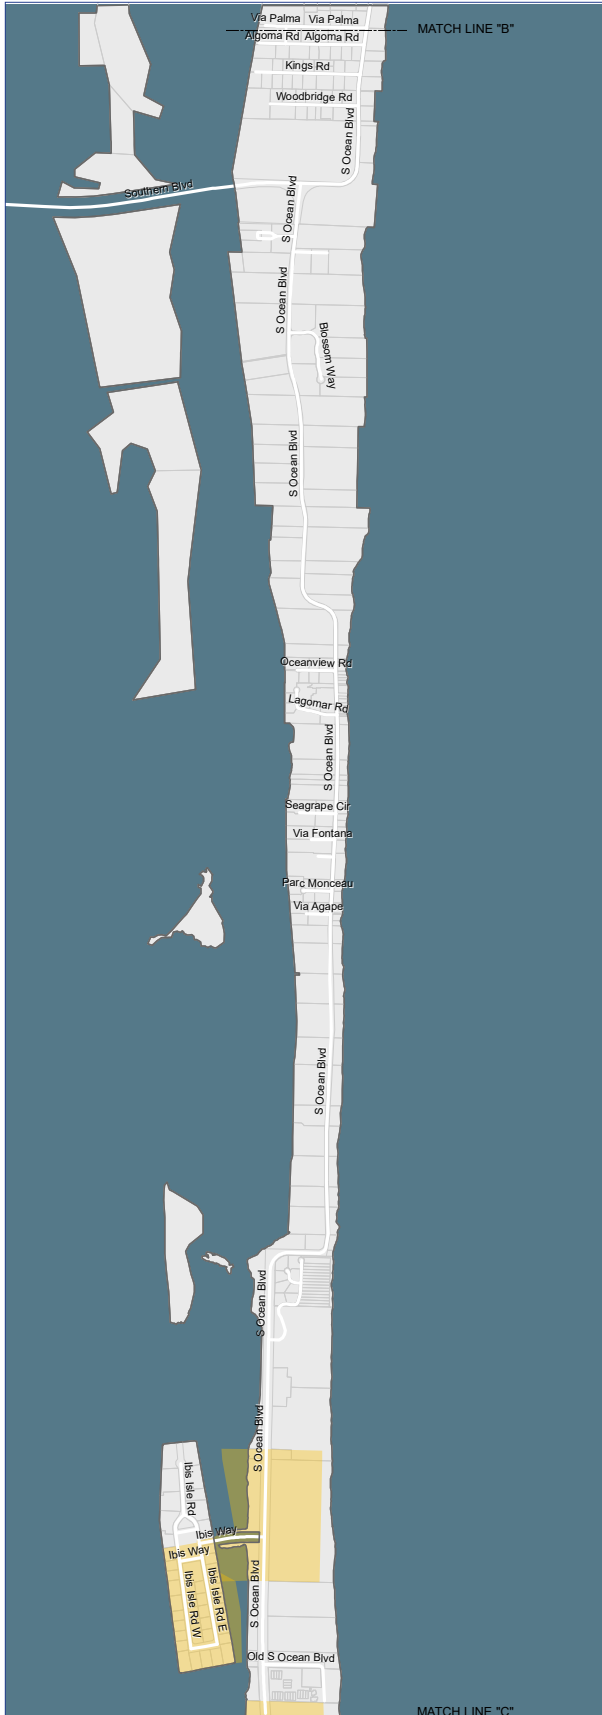 Via Palma Via Palma
MATCH LINE "B"
Algoma Rd Algoma Rd
Kings Rd
Woodbridge Rd
S Ocean Blvd
Southern Blvd
S Ocean Blvd
S Ocean Blvd
Blossom Way
S Ocean Blvd
Oceanview Rd
Lagomar Rd
S Ocean Blvd
Seagrape Cir
Via Fontana
Parc Monceau
Via Agape
S Ocean Blvd
S Ocean Blvd
S Ocean Blvd
Ibis Isle Rd
Ibis Way
Ibis Way
Ibis Isle Rd W
Ibis Isle Rd E
S Ocean Blvd
Old S Ocean Blvd
MATCH LINE "C"